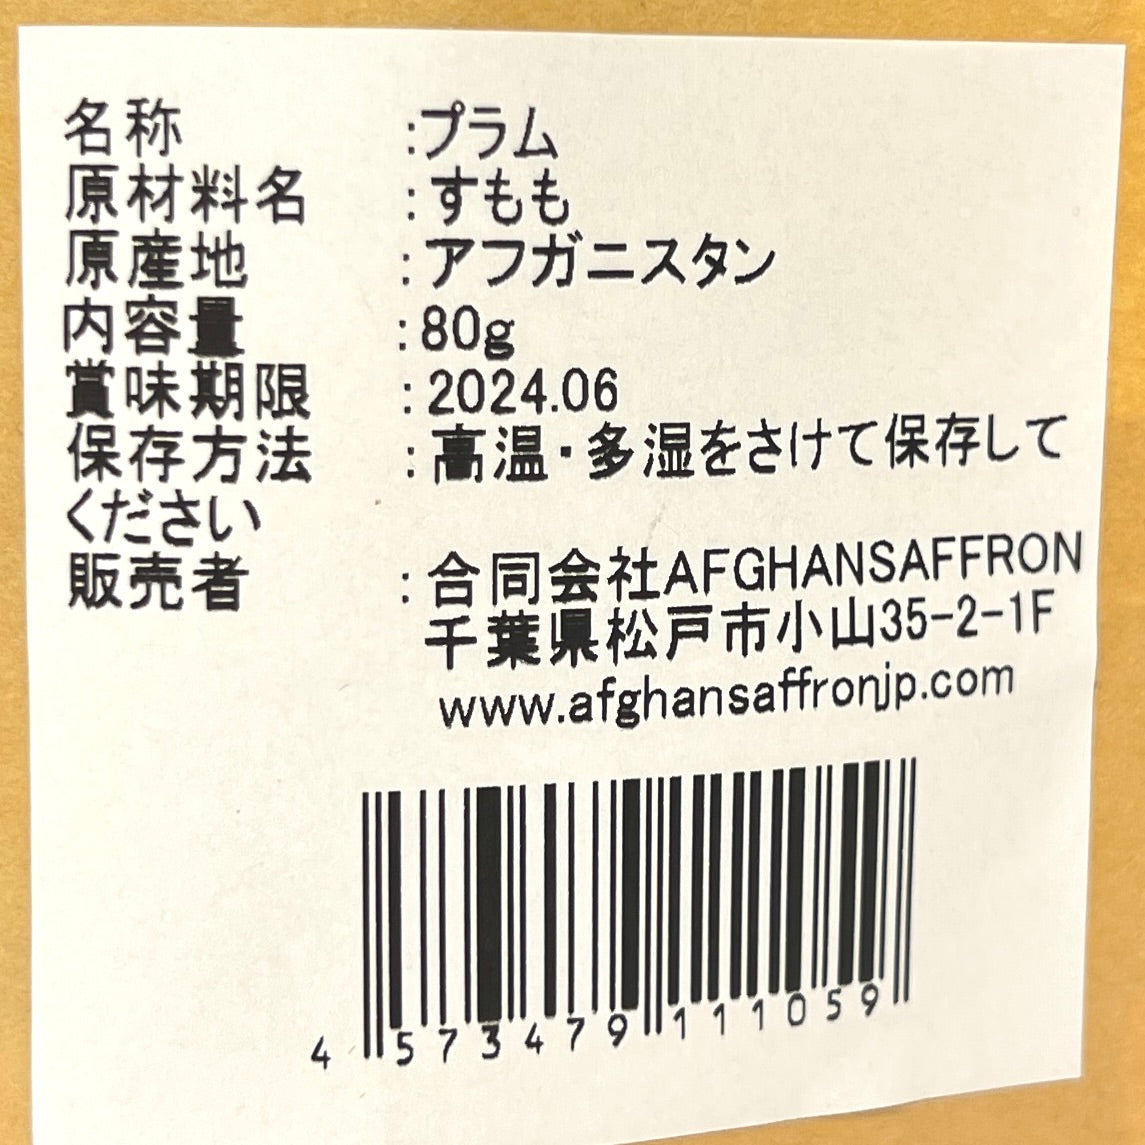 名称 :プラム
原材料名 :すもも
原産地 :アフガニスタン
内容量 :80g
賞味期限 :2024.06
保存方法 :高温・多湿をさけて保存して
ください
販売者 :合同会社AFGHANSAFFRON
千葉県松戸市小山35-2-1F
www.afghansaffronjp.com
4 573479 111059